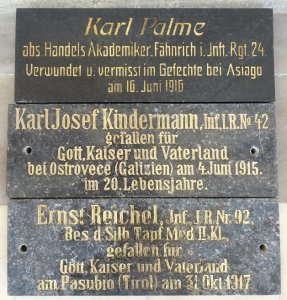 Karl Palme
abs Handels Akademiker, Fähnrich i. Inft. Rgt. 24.
Verwundet u. vermisst im Gefechte bei Asiago
am 16. Juni 1916
Karl Josef Kindermann, Inf. I. R. No 42.
gefallen für
Gott, Kaiser und Vaterland
bei Ostrovece (Galizien) am 4. Juni 1915.
im 20. Lebensjahre.
Ernst Reichel, Inf. I. R. Nr. 92.
Bes. d. Silb. Tapf. Med. II. Kl.,
gefallen für
Gott, Kaiser und Vaterland
am Pasubio (Tirol) am 31. Okt. 1917.